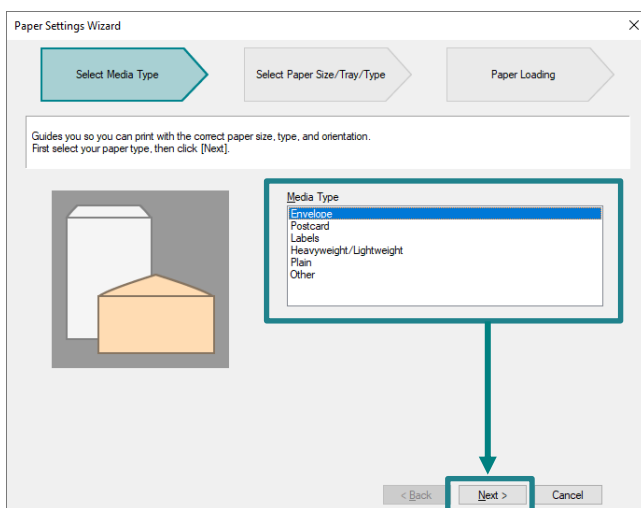 Paper Settings Wizard
Select Media Type
Select Paper Size/Tray/Type
Paper Loading
Guides you so you can print with the correct paper size, type, and orientation.
First select your paper type, then click [Next].
Media Type
Envelope
Postcard
Labels
Heavyweight/Lightweight
Plain
Other
< Back
Next >
Cancel